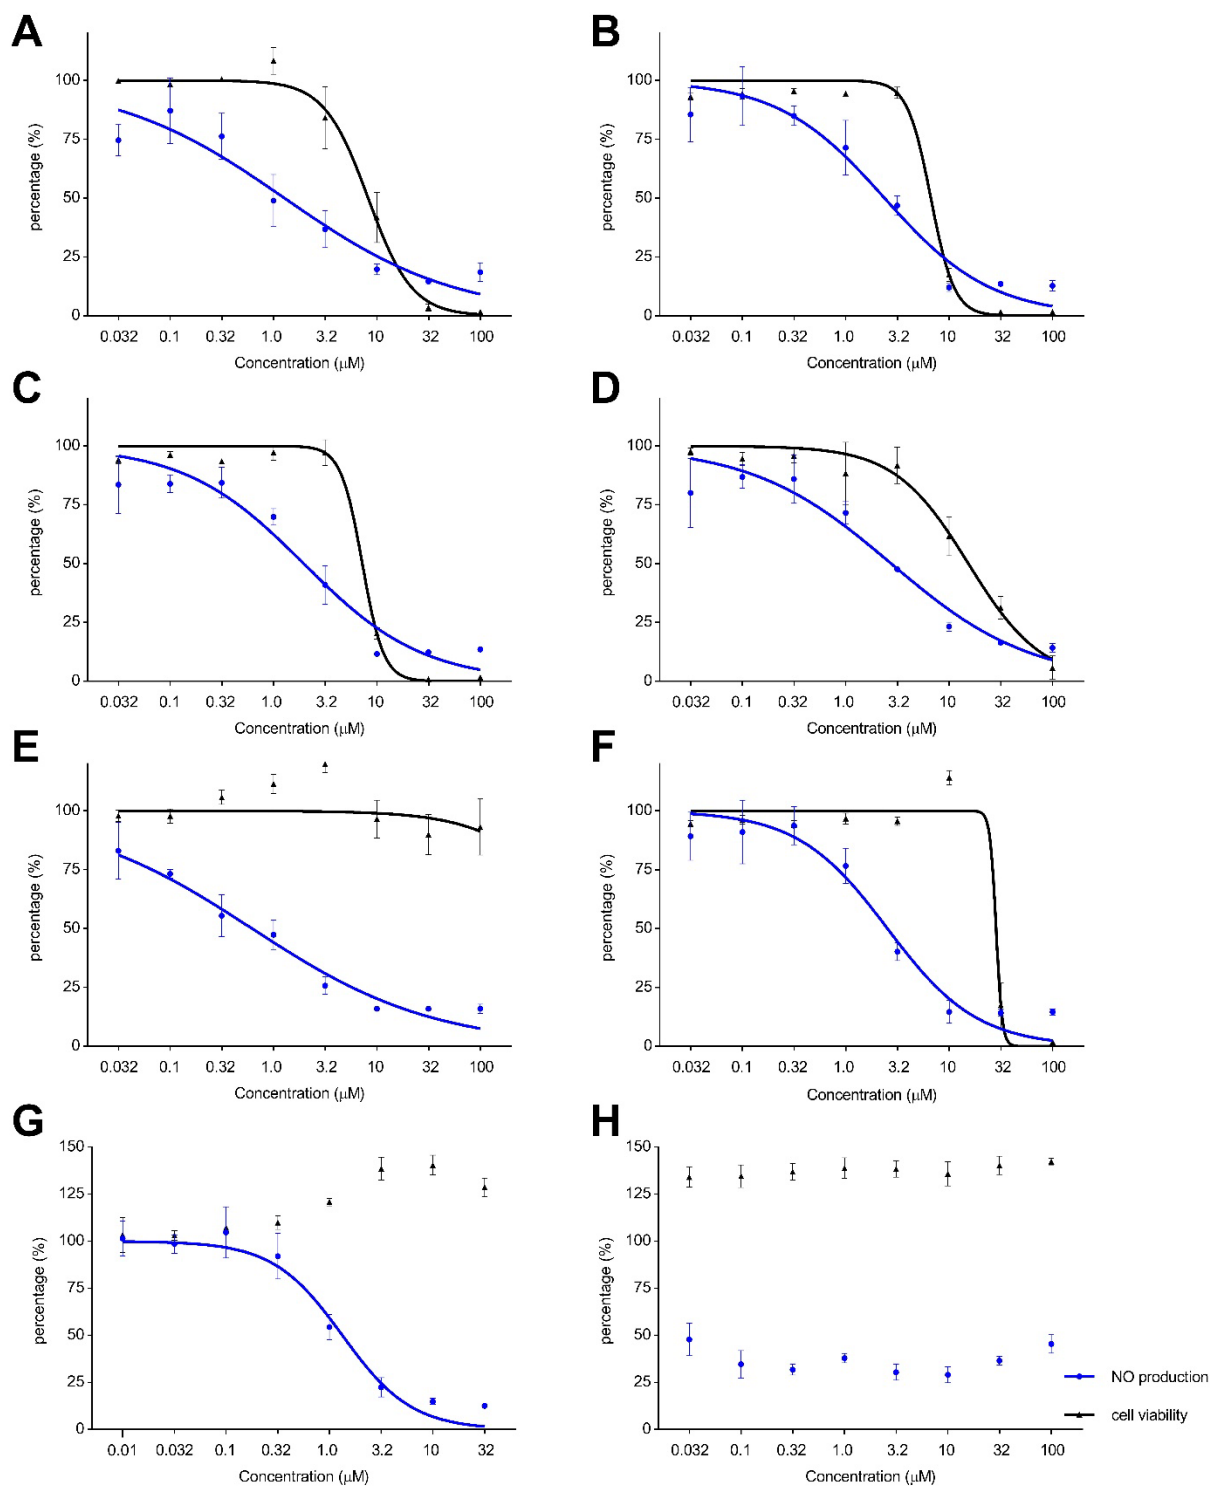 A
B
percentage (%)
100
75
50
25
0
0.032 0.1 0.32 1.0 3.2 10 32 100
Concentration (μM)
percentage (%)
100
75
50
25
0
0.032 0.1 0.32 1.0 3.2 10 32 100
Concentration (μM)
C
D
percentage (%)
100
75
50
25
0
0.032 0.1 0.32 1.0 3.2 10 32 100
Concentration (μM)
percentage (%)
100
75
50
25
0
0.032 0.1 0.32 1.0 3.2 10 32 100
Concentration (μM)
E
F
percentage (%)
100
75
50
25
0
0.032 0.1 0.32 1.0 3.2 10 32 100
Concentration (μM)
percentage (%)
100
75
50
25
0
0.032 0.1 0.32 1.0 3.2 10 32 100
Concentration (μM)
G
H
percentage (%)
150
125
100
75
50
25
0
0.01 0.032 0.1 0.32 1.0 3.2 10 32
Concentration (μM)
percentage (%)
150
125
100
75
50
25
0
0.032 0.1 0.32 1.0 3.2 10 32 100
Concentration (μM)
NO production
cell viability